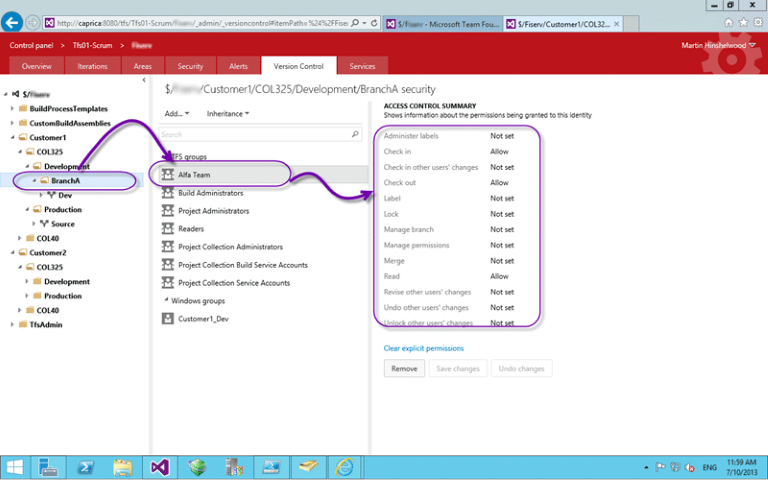 http://caprica:8080/tfs/Tfs01-Scrum/ /_admin/_versioncontrol#itemPath=%24%2FFiser
$/ - Microsoft Team Fou...
$/Fiserv/Customer1/COL32...
Control panel > Tfs01-Scrum >
Martin Hinshelwood
Overview Iterations Areas Security Alerts Version Control Services
$/ /Customer1/COL325/Development/BranchA security
$/
BuildProcessTemplates
CustomBuildAssemblies
Customer1
COL325
Development
BranchA
Dev
Production
Source
COL40
Customer2
COL325
Development
Production
COL40
TfsAdmin
Add... Inheritance
Search
TFS groups
Alfa Team
Build Administrators
Project Administrators
Readers
Project Collection Administrators
Project Collection Build Service Accounts
Project Collection Service Accounts
Windows groups
Customer1_Dev
ACCESS CONTROL SUMMARY
Shows information about the permissions being granted to this identity
Administer labels Not set
Check in Allow
Check in other users' changes Not set
Check out Allow
Label Not set
Lock Not set
Manage branch Not set
Manage permissions Not set
Merge Not set
Read Allow
Revise other users' changes Not set
Undo other users' changes Not set
Unlock other users' changes Not set
Clear explicit permissions
Remove Save changes Undo changes
ENG
11:59 AM
7/10/2013